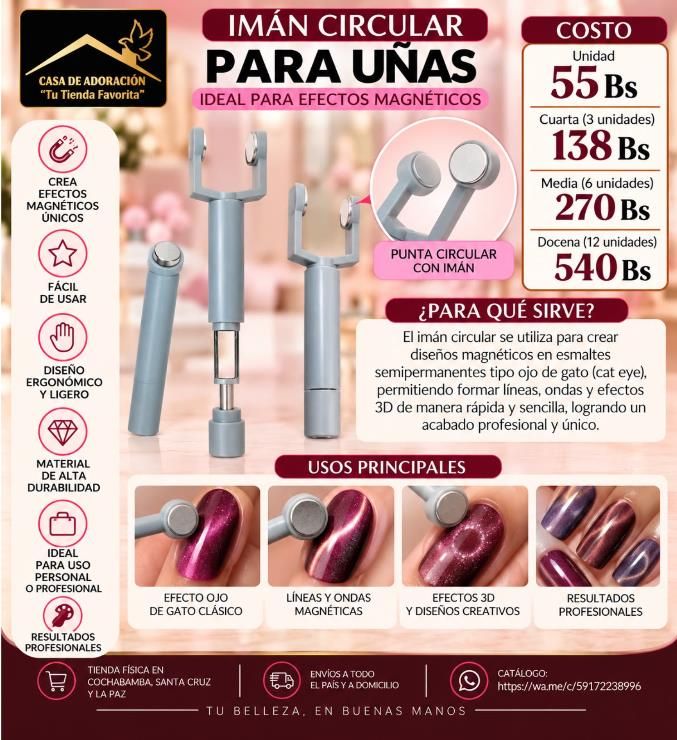 CASA DE ADORACIÓN
"Tu Tienda Favorita"
IMÁN CIRCULAR
PARA UÑAS
IDEAL PARA EFECTOS MAGNÉTICOS
COSTO
Unidad
55 Bs
Cuarta (3 unidades)
138 Bs
Media (6 unidades)
270 Bs
Docena (12 unidades)
540 Bs
CREA
EFECTOS
MAGNÉTICOS
ÚNICOS
FÁCIL
DE USAR
DISEÑO
ERGONÓMICO
Y LIGERO
MATERIAL
DE ALTA
DURABILIDAD
IDEAL
PARA USO
PERSONAL
O PROFESIONAL
RESULTADOS
PROFESIONALES
PUNTA CIRCULAR
CON IMÁN
¿PARA QUÉ SIRVE?
El imán circular se utiliza para crear
diseños magnéticos en esmaltes
semipermanentes tipo ojo de gato (cat eye),
permitiendo formar líneas, ondas y efectos
3D de manera rápida y sencilla, logrando un
acabado profesional y único.
USOS PRINCIPALES
EFECTO OJO
DE GATO CLÁSICO
LÍNEAS Y ONDAS
MAGNÉTICAS
EFECTOS 3D
Y DISEÑOS CREATIVOS
RESULTADOS
PROFESIONALES
TIENDA FÍSICA EN
COCHABAMBA, SANTA CRUZ
Y LA PAZ
ENVÍOS A TODO
EL PAÍS Y A DOMICILIO
CATÁLOGO:
https://wa.me/c/59172238996
TU BELLEZA, EN BUENAS MANOS